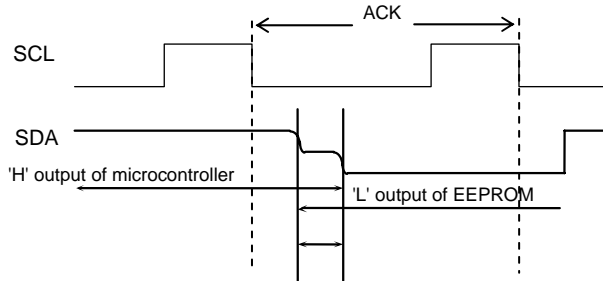 ACK
SCL
SDA
'H' output of microcontroller
'L' output of EEPROM